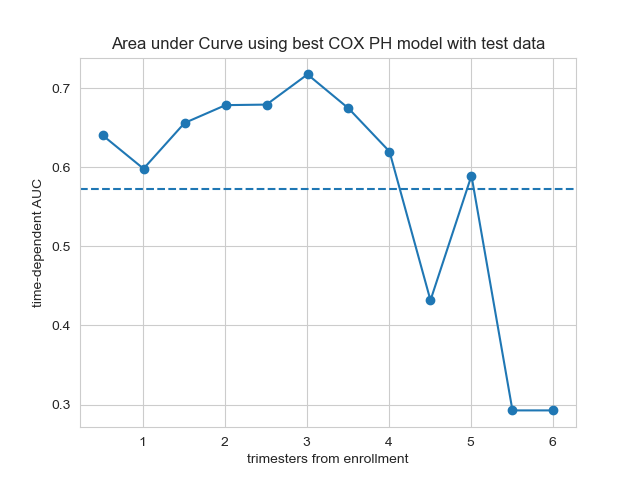 Area under Curve using best COX PH model with test data
time-dependent AUC
0.7
0.6
0.5
0.4
0.3
1 2 3 4 5 6
trimesters from enrollment